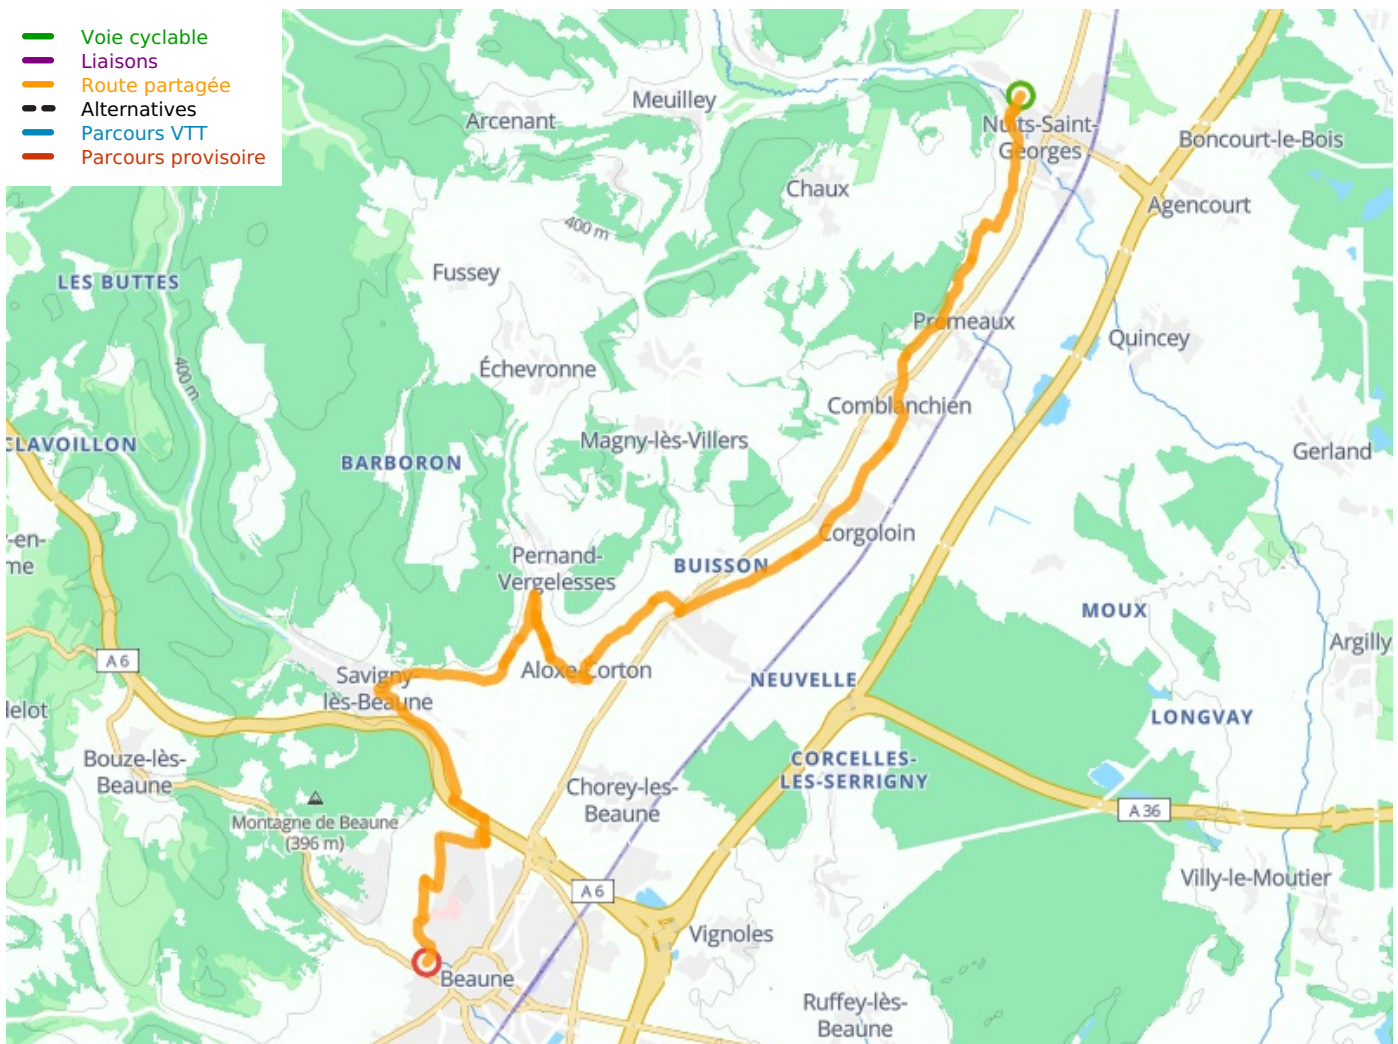 Voie cyclable
Liaisons
Route partagée
Alternatives
Parcours VTT
Parcours provisoire
Meuilley
Arcenant
Nuits-Saint-
Georges
Boncourt-le-Bois
Chaux
Agencourt
400 m
Fussey
LES BUTTES
Premeaux
Quincey
400 m
Échevronne
Comblanchien
CLAVOILLON
Magny-lès-Villers
Gerland
BARBORON
Corgoloin
y-en-
me
Pernand-
Vergelesses
BUISSON
MOUX
Argilly
A 6
Savigny-
lès-Beaune
Aloxe-Corton
NEUVELLE
elot
LONGVAY
Bouze-lès-
Beaune
CORCELLES-
LES-SERRIGNY
Chorey-les-
Beaune
A 36
Montagne de Beaune
(396 m)
Villy-le-Moutier
A 6
Vignoles
Beaune
Ruffey-lès-
Beaune